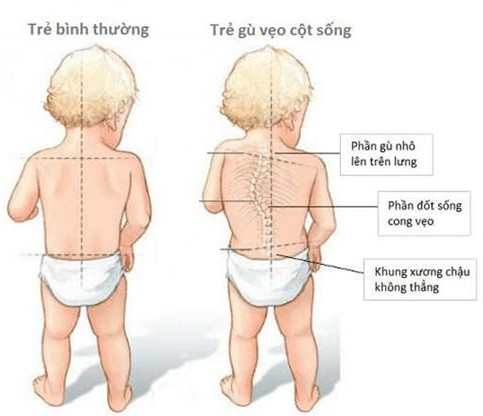 Trẻ bình thường
Trẻ gù vẹo cột sống
Phần gù nhô
lên trên lưng
Phần đốt sống
cong vẹo
Khung xương chậu
không thẳng